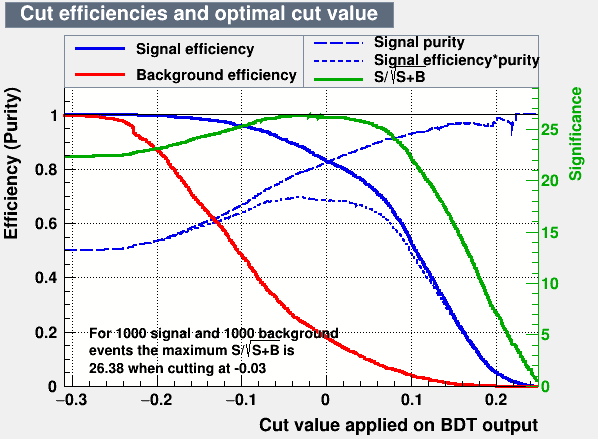 Cut efficiencies and optimal cut value
Signal efficiency
Background efficiency
Signal purity
Signal efficiency*purity
S/√S+B
Efficiency (Purity)
1
0.8
0.6
0.4
0.2
0
Significance
25
20
15
10
5
0
For 1000 signal and 1000 background
events the maximum S/√S+B is
26.38 when cutting at -0.03
−0.3 −0.2 −0.1 0 0.1 0.2
Cut value applied on BDT output